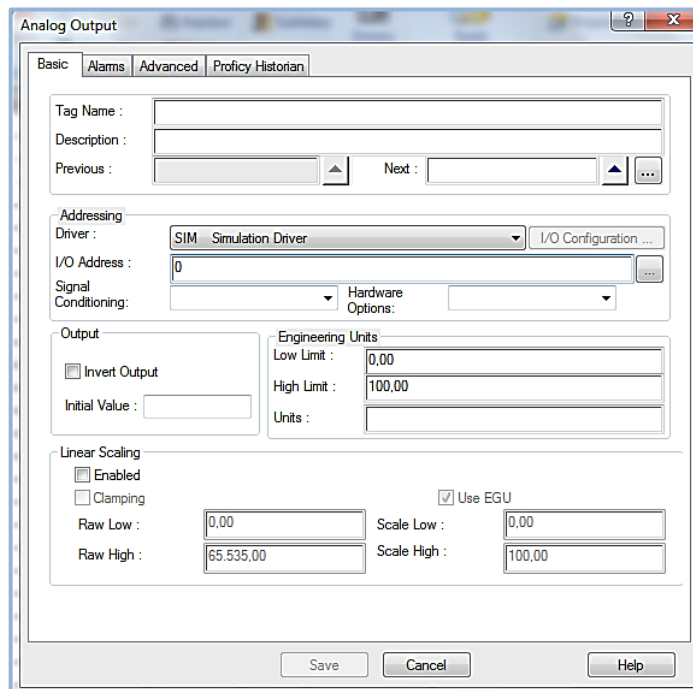 Analog Output
Basic Alarms Advanced Proficy Historian
Tag Name :
Description :
Previous : Next : ...
Addressing
Driver : SIM Simulation Driver I/O Configuration ...
I/O Address : 0 ...
Signal Conditioning: Hardware Options:
Output
Invert Output
Initial Value :
Engineering Units
Low Limit : 0,00
High Limit : 100,00
Units :
Linear Scaling
Enabled
Clamping Use EGU
Raw Low : 0,00 Scale Low : 0,00
Raw High : 65.535,00 Scale High : 100,00
Save Cancel Help